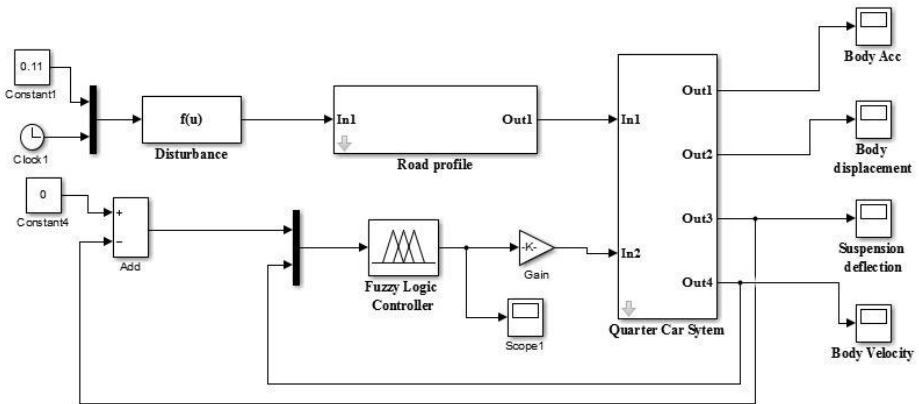 0.11
Constant1
Clock1
f(u)
Disturbance
In1
Out1
Road profile
0
Constant4
+
−
Add
Fuzzy Logic
Controller
-K-
Gain
Scope1
In1
In2
Out1
Out2
Out3
Out4
Quarter Car Sytem
Body Acc
Body
displacement
Suspension
deflection
Body Velocity